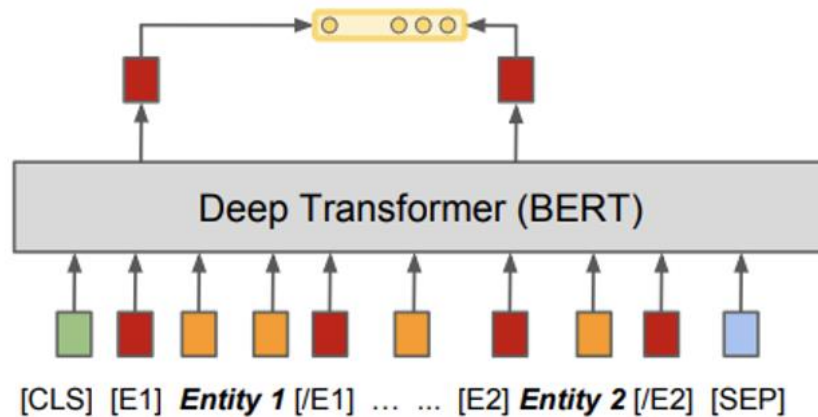 Deep Transformer (BERT)
[CLS] [E1] Entity 1 [/E1] ... ... [E2] Entity 2 [/E2] [SEP]